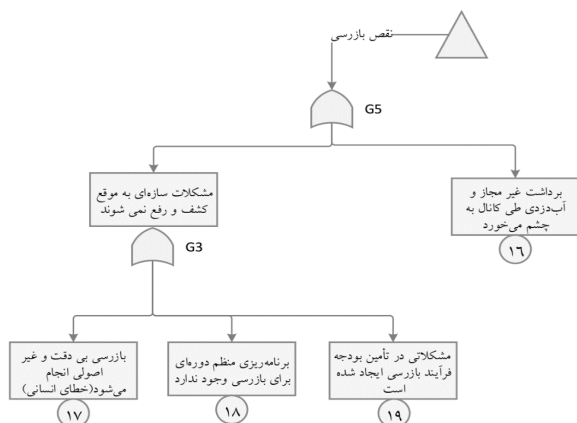 نقص بازرسی
G5
برداشت غیر مجاز و
آب‌دزدی طی کانال به
چشم می‌خورد
١٦
مشکلات سازه‌ای به موقع
کشف و رفع نمی شوند
G3
مشکلاتی در تأمین بودجه
فرآیند بازرسی ایجاد شده
است
١٩
برنامه‌ریزی منظم دوره‌ای
برای بازرسی وجود ندارد
١٨
بازرسی بی دقت و غیر
اصولی انجام
می‌شود(خطای انسانی)
١٧